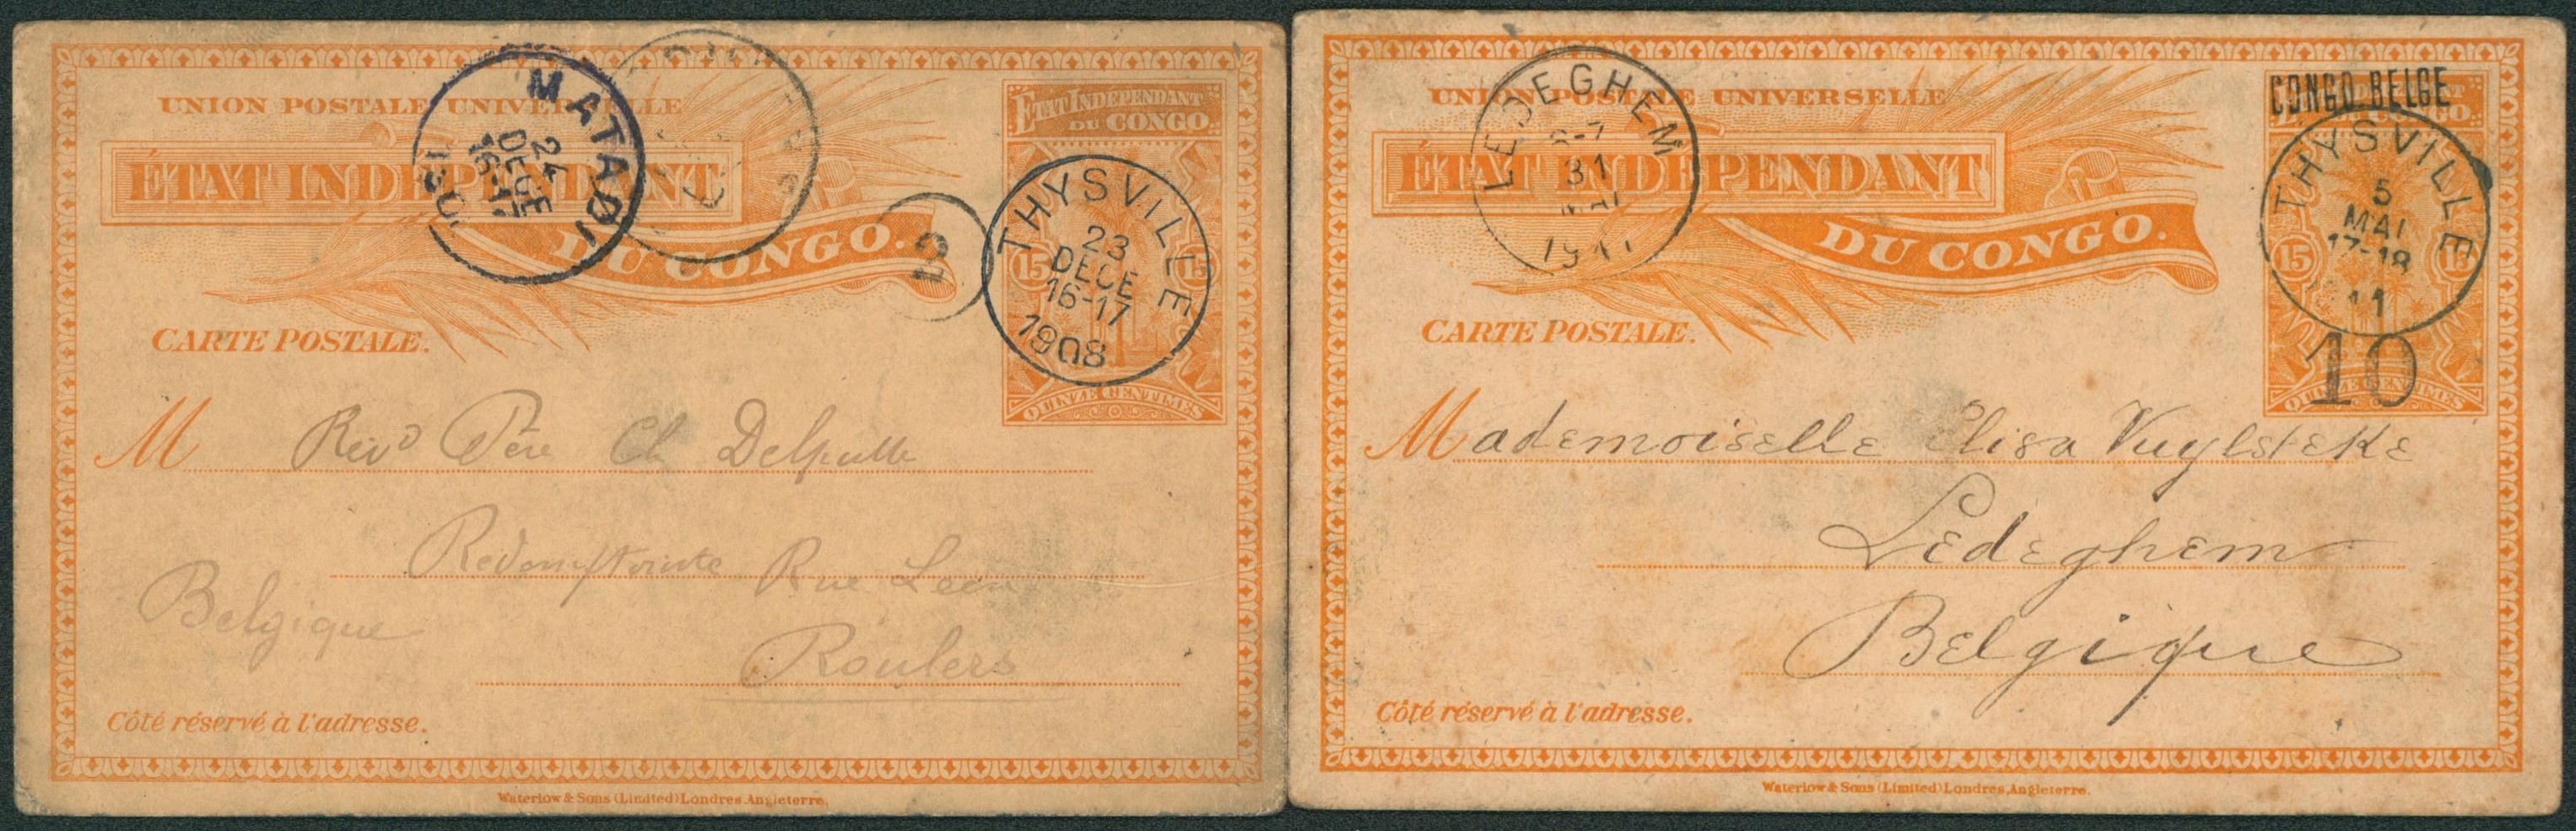 UNION POSTALE UNIVERSELLE
ÉTAT INDÉPENDANT
DU CONGO.
CARTE POSTALE.
ÉTAT INDÉPENDANT
DU CONGO.
15 15
QUINZE CENTIMES
MATADI
24
DECE
16-17
THYSVILLE
23
DECE
16-17
1908
M Rév Père Ch
Rue
Roulers
Belgique
Côté réservé à l'adresse.
Waterlow & Sons (Limited) Londres, Angleterre.
UNION POSTALE UNIVERSELLE
ÉTAT INDÉPENDANT
DU CONGO.
CARTE POSTALE.
CONGO BELGE
15 15
QUINZE CENTIMES
10
LEDEGHEM
31
MAI
THYSVILLE
5
MAI
17-18
11
Mademoiselle Elisa Vuylsteke
Ledeghem
Belgique
Côté réservé à l'adresse.
Waterlow & Sons (Limited) Londres, Angleterre.